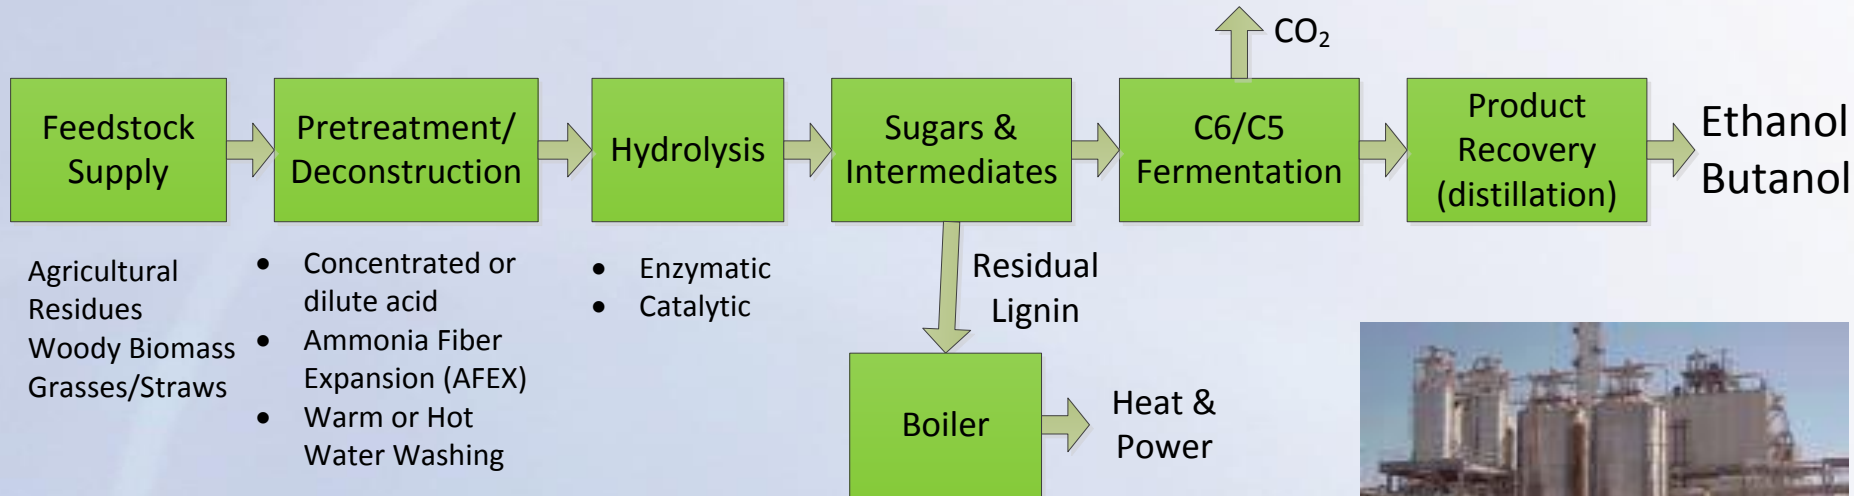 CO₂
Feedstock
Supply
Pretreatment/
Deconstruction
Hydrolysis
Sugars &
Intermediates
C6/C5
Fermentation
Product
Recovery
(distillation)
Ethanol
Butanol
Agricultural
Residues
Woody Biomass
Grasses/Straws
• Concentrated or
dilute acid
• Ammonia Fiber
Expansion (AFEX)
• Warm or Hot
Water Washing
• Enzymatic
• Catalytic
Residual
Lignin
Boiler
Heat &
Power